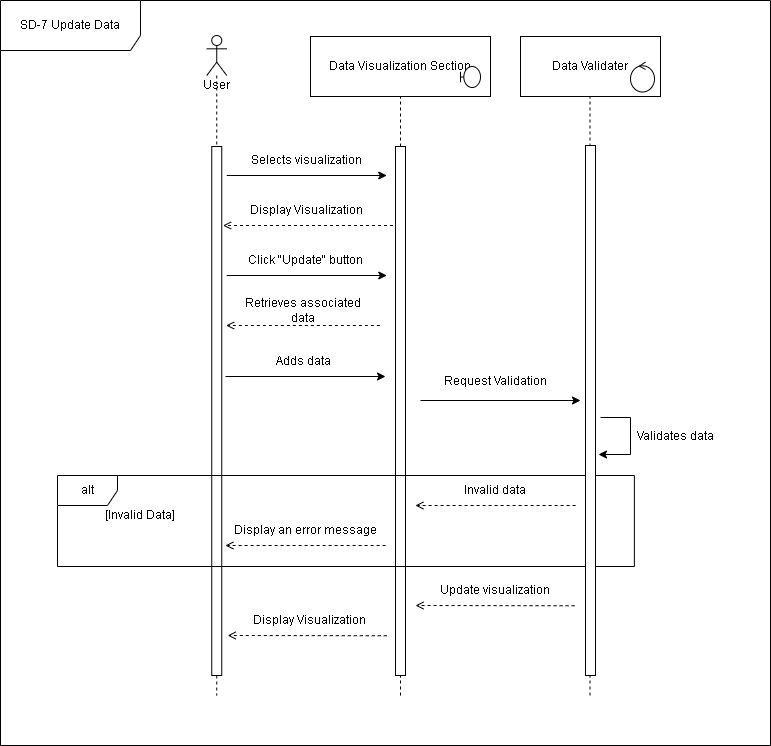 SD-7 Update Data
User
Data Visualization Section
Data Validater
Selects visualization
Display Visualization
Click "Update" button
Retrieves associated
data
Adds data
Request Validation
Validates data
alt
Invalid data
[Invalid Data]
Display an error message
Update visualization
Display Visualization